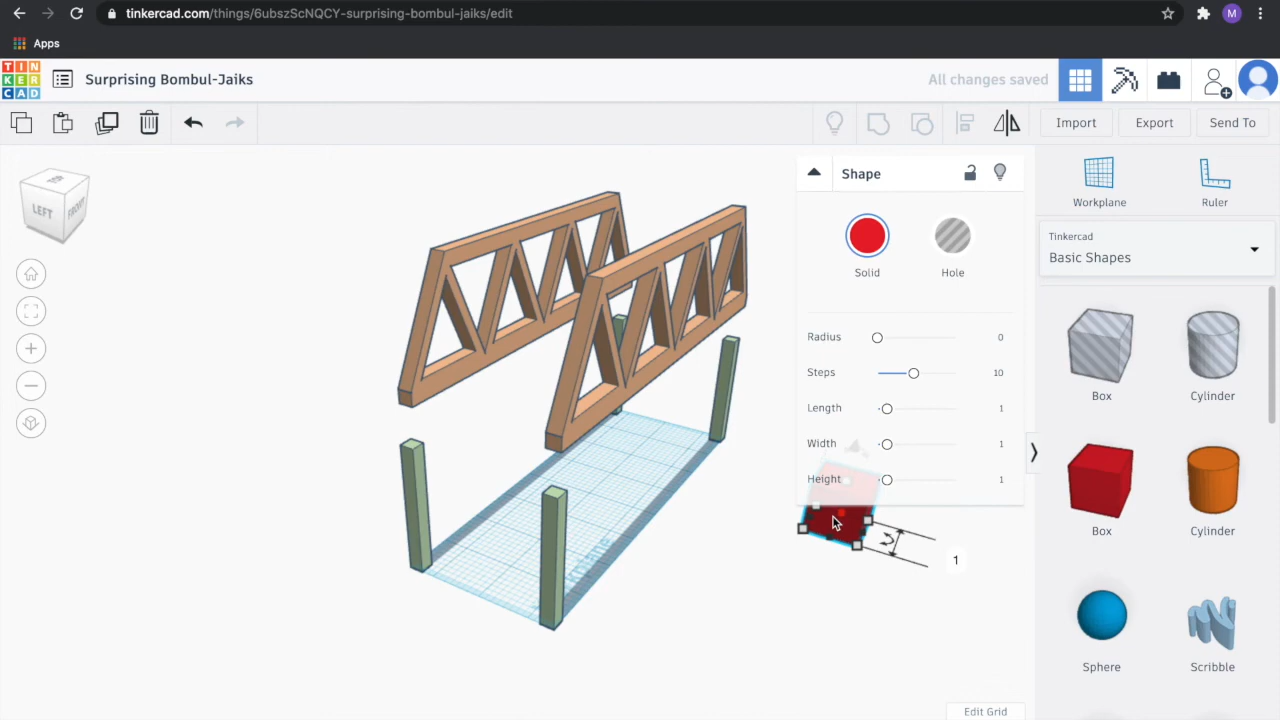 tinkercad.com/things/6ubszScNQCY-surprising-bombul-jaiks/edit
M
Apps
TIN
KER
CAD
Surprising Bombul-Jaiks
All changes saved
Import
Export
Send To
LEFT
FRONT
Shape
Solid
Hole
Radius
0
Steps
10
Length
1
Width
1
Height
1
1
Workplane
Ruler
Tinkercad
Basic Shapes
Box
Cylinder
Box
Cylinder
Sphere
Scribble
Edit Grid